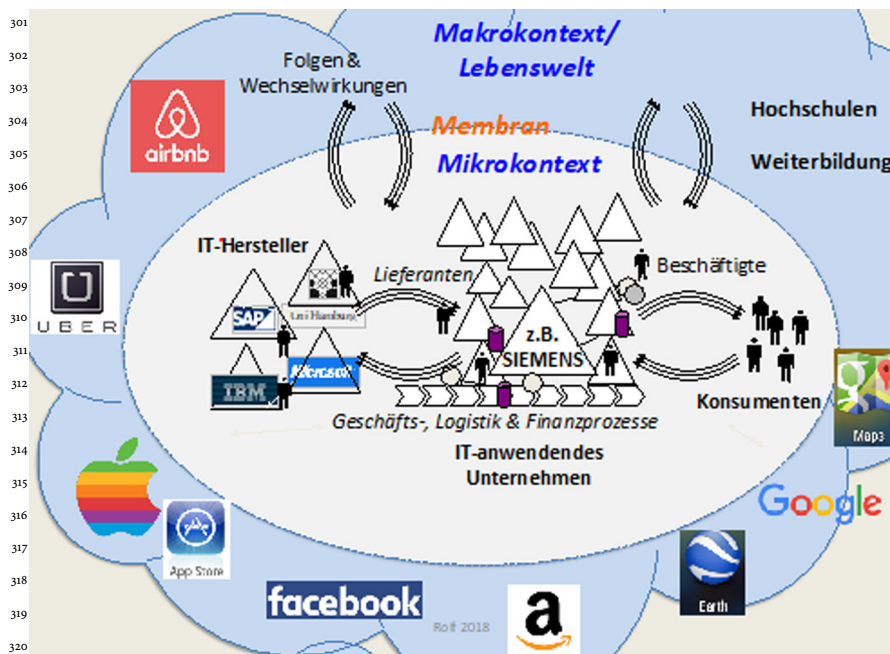 301
302
303
304
305
306
307
308
309
310
311
312
313
314
315
316
317
318
319
320
Makrokontext/
Lebenswelt
Folgen &
Wechselwirkungen
Membran
Mikrokontext
Hochschulen
Weiterbildung
airbnb
IT-Hersteller
Lieferanten
Beschäftigte
UBER
SAP
Uni Hamburg
IBM
Microsoft
z.B.
SIEMENS
Konsumenten
Geschäfts-, Logistik & Finanzprozesse
IT-anwendendes
Unternehmen
Maps
Google
App Store
facebook
Rolf 2018
a
Earth